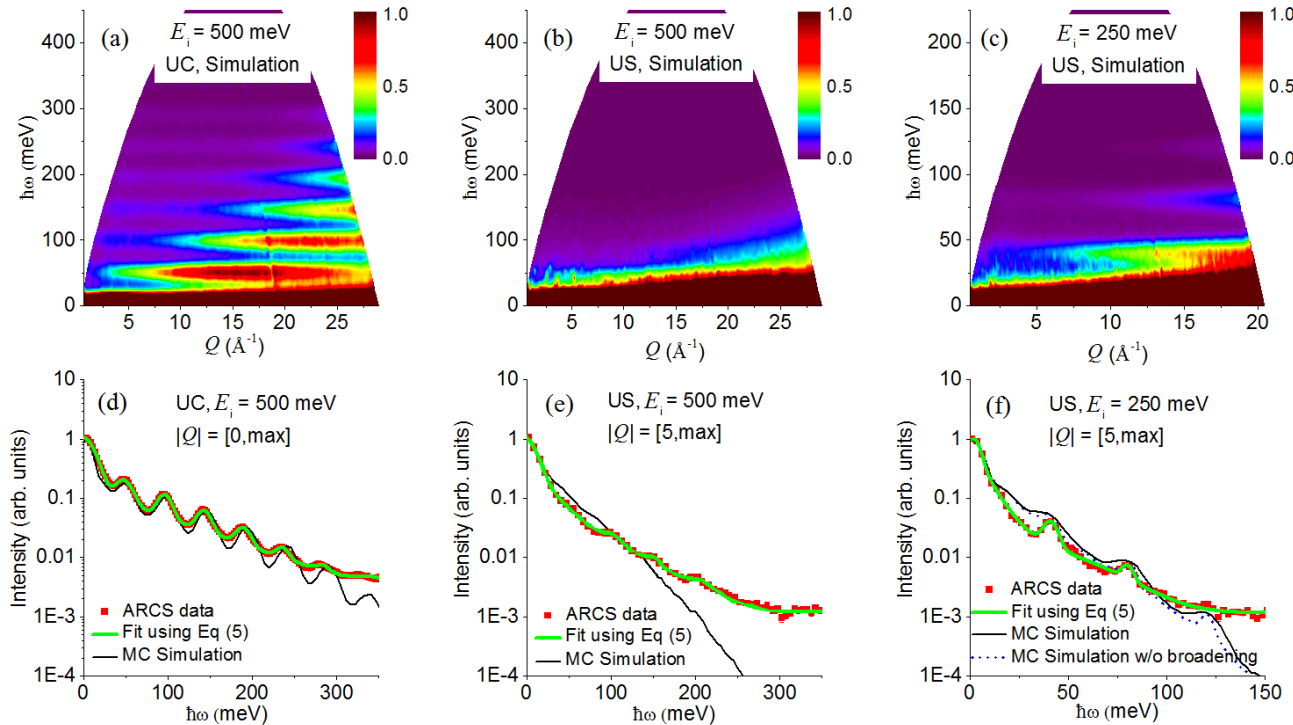 (a)
E_i = 500 meV
UC, Simulation
1.0
0.5
0.0
400
300
200
100
0
ħω (meV)
5 10 15 20 25
Q (Å⁻¹)
(b)
E_i = 500 meV
US, Simulation
1.0
0.5
0.0
400
300
200
100
0
ħω (meV)
5 10 15 20 25
Q (Å⁻¹)
(c)
E_i = 250 meV
US, Simulation
1.0
0.5
0.0
200
150
100
50
0
ħω (meV)
5 10 15 20
Q (Å⁻¹)
(d)
UC, E_i = 500 meV
|Q| = [0,max]
10
1
0.1
0.01
1E-3
1E-4
Intensity (arb. units)
ARCS data
Fit using Eq (5)
MC Simulation
0 100 200 300
ħω (meV)
(e)
US, E_i = 500 meV
|Q| = [5,max]
10
1
0.1
0.01
1E-3
1E-4
Intensity (arb. units)
ARCS data
Fit using Eq (5)
MC Simulation
0 100 200 300
ħω (meV)
(f)
US, E_i = 250 meV
|Q| = [5,max]
10
1
0.1
0.01
1E-3
1E-4
Intensity (arb. units)
ARCS data
Fit using Eq (5)
MC Simulation
MC Simulation w/o broadening
0 50 100 150
ħω (meV)